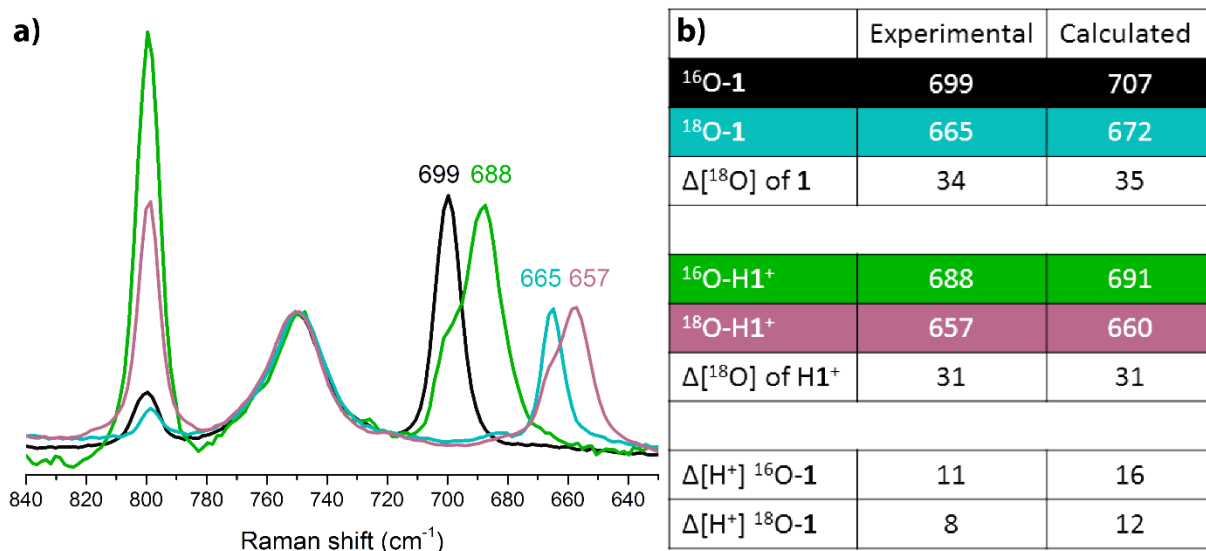 a)
699 688
665 657
840 820 800 780 760 740 720 700 680 660 640
Raman shift (cm⁻¹)
b) Experimental Calculated
¹⁶O-1 699 707
¹⁸O-1 665 672
Δ[¹⁸O] of 1 34 35
¹⁶O-H1⁺ 688 691
¹⁸O-H1⁺ 657 660
Δ[¹⁸O] of H1⁺ 31 31
Δ[H⁺] ¹⁶O-1 11 16
Δ[H⁺] ¹⁸O-1 8 12